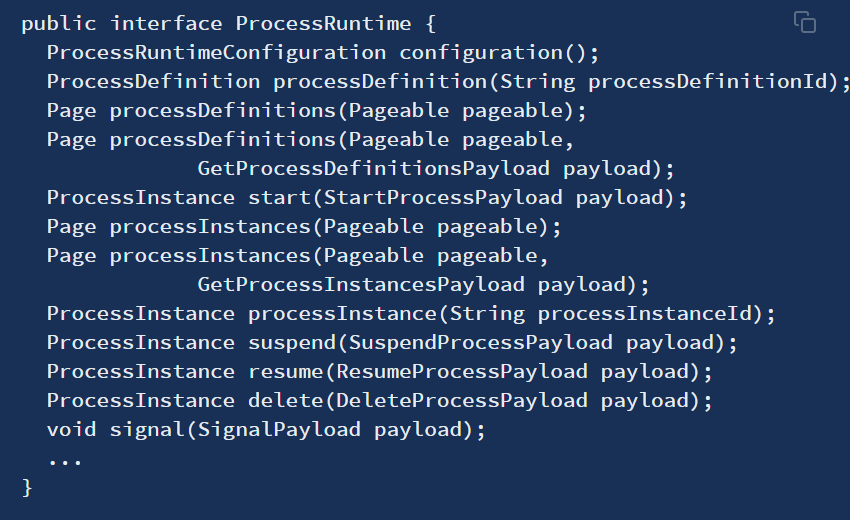 public interface ProcessRuntime {
  ProcessRuntimeConfiguration configuration();
  ProcessDefinition processDefinition(String processDefinitionId);
  Page processDefinitions(Pageable pageable);
  Page processDefinitions(Pageable pageable,
              GetProcessDefinitionsPayload payload);
  ProcessInstance start(StartProcessPayload payload);
  Page processInstances(Pageable pageable);
  Page processInstances(Pageable pageable,
              GetProcessInstancesPayload payload);
  ProcessInstance processInstance(String processInstanceId);
  ProcessInstance suspend(SuspendProcessPayload payload);
  ProcessInstance resume(ResumeProcessPayload payload);
  ProcessInstance delete(DeleteProcessPayload payload);
  void signal(SignalPayload payload);
  ...
}